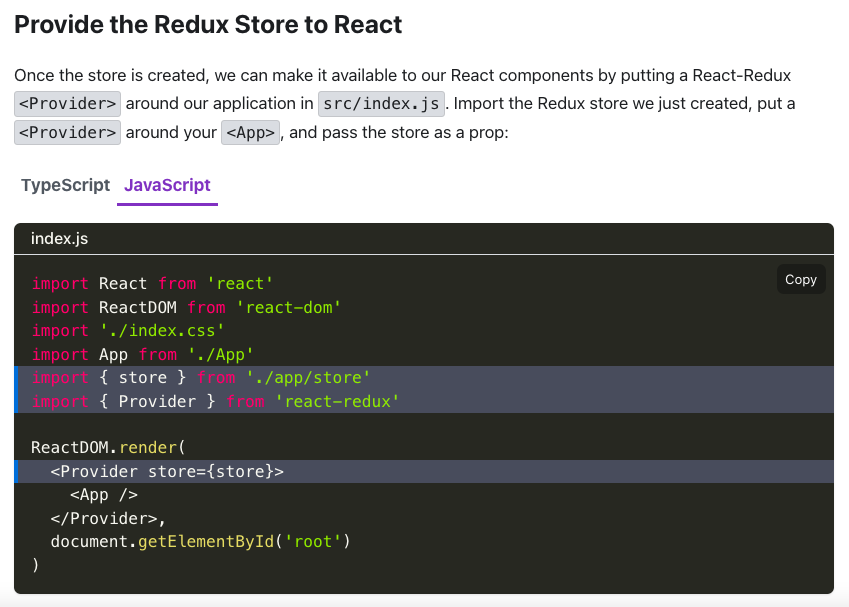 Provide the Redux Store to React
Once the store is created, we can make it available to our React components by putting a React-Redux
<Provider> around our application in src/index.js. Import the Redux store we just created, put a
<Provider> around your <App>, and pass the store as a prop:
TypeScript JavaScript
index.js
Copy
import React from 'react'
import ReactDOM from 'react-dom'
import './index.css'
import App from './App'
import { store } from './app/store'
import { Provider } from 'react-redux'
ReactDOM.render(
  <Provider store={store}>
    <App />
  </Provider>,
  document.getElementById('root')
)